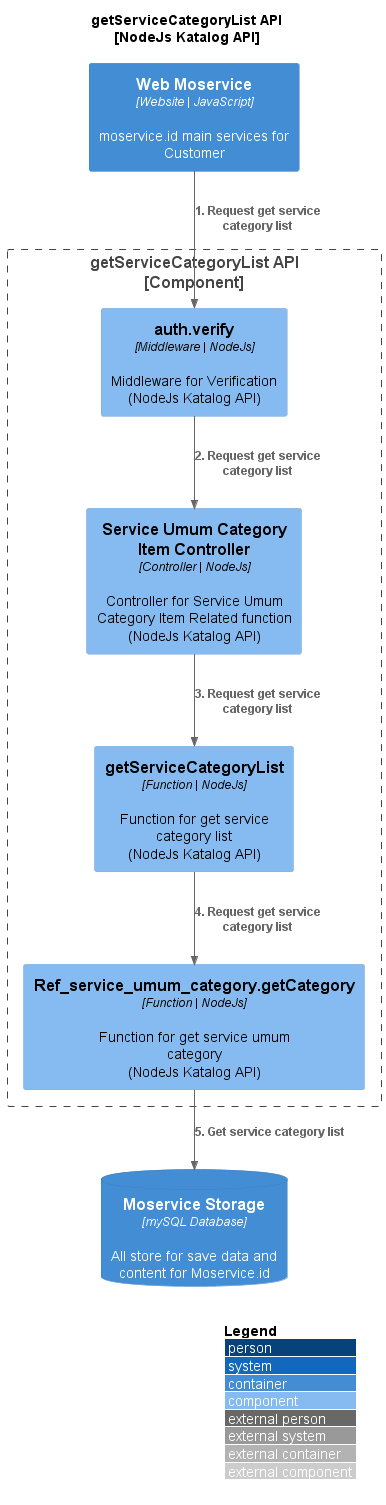 getServiceCategoryList API
[NodeJs Katalog API]
Web Moservice
[Website | JavaScript]
moservice.id main services for
Customer
1. Request get service
category list
getServiceCategoryList API
[Component]
auth.verify
[Middleware | NodeJs]
Middleware for Verification
(NodeJs Katalog API)
2. Request get service
category list
Service Umum Category
Item Controller
[Controller | NodeJs]
Controller for Service Umum
Category Item Related function
(NodeJs Katalog API)
3. Request get service
category list
getServiceCategoryList
[Function | NodeJs]
Function for get service
category list
(NodeJs Katalog API)
4. Request get service
category list
Ref_service_umum_category.getCategory
[Function | NodeJs]
Function for get service umum
category
(NodeJs Katalog API)
5. Get service category list
Moservice Storage
[mySQL Database]
All store for save data and
content for Moservice.id
Legend
person
system
container
component
external person
external system
external container
external component